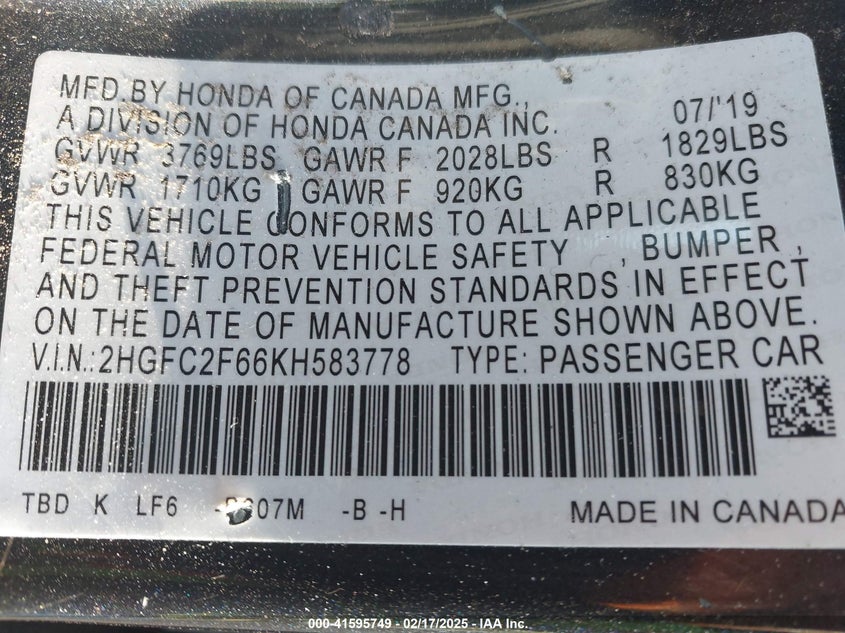 MFD.BY HONDA OF CANADA MFG., 07/'19
A DIVISION OF HONDA CANADA INC.
GVWR 3769LBS GAWR F 2028LBS R 1829LBS
GVWR 1710KG GAWR F 920KG R 830KG
THIS VEHICLE CONFORMS TO ALL APPLICABLE
FEDERAL MOTOR VEHICLE SAFETY , BUMPER ,
AND THEFT PREVENTION STANDARDS IN EFFECT
ON THE DATE OF MANUFACTURE SHOWN ABOVE.
V.I.N.:2HGFC2F66KH583778 TYPE: PASSENGER CAR
TBD K LF6 -B -H
MADE IN CANADA
000-41595749 - 02/17/2025 - IAA Inc.